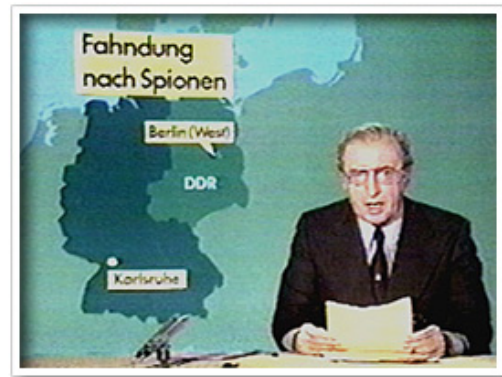 Fahndung
nach Spionen
Berlin (West)
DDR
Karlsruhe